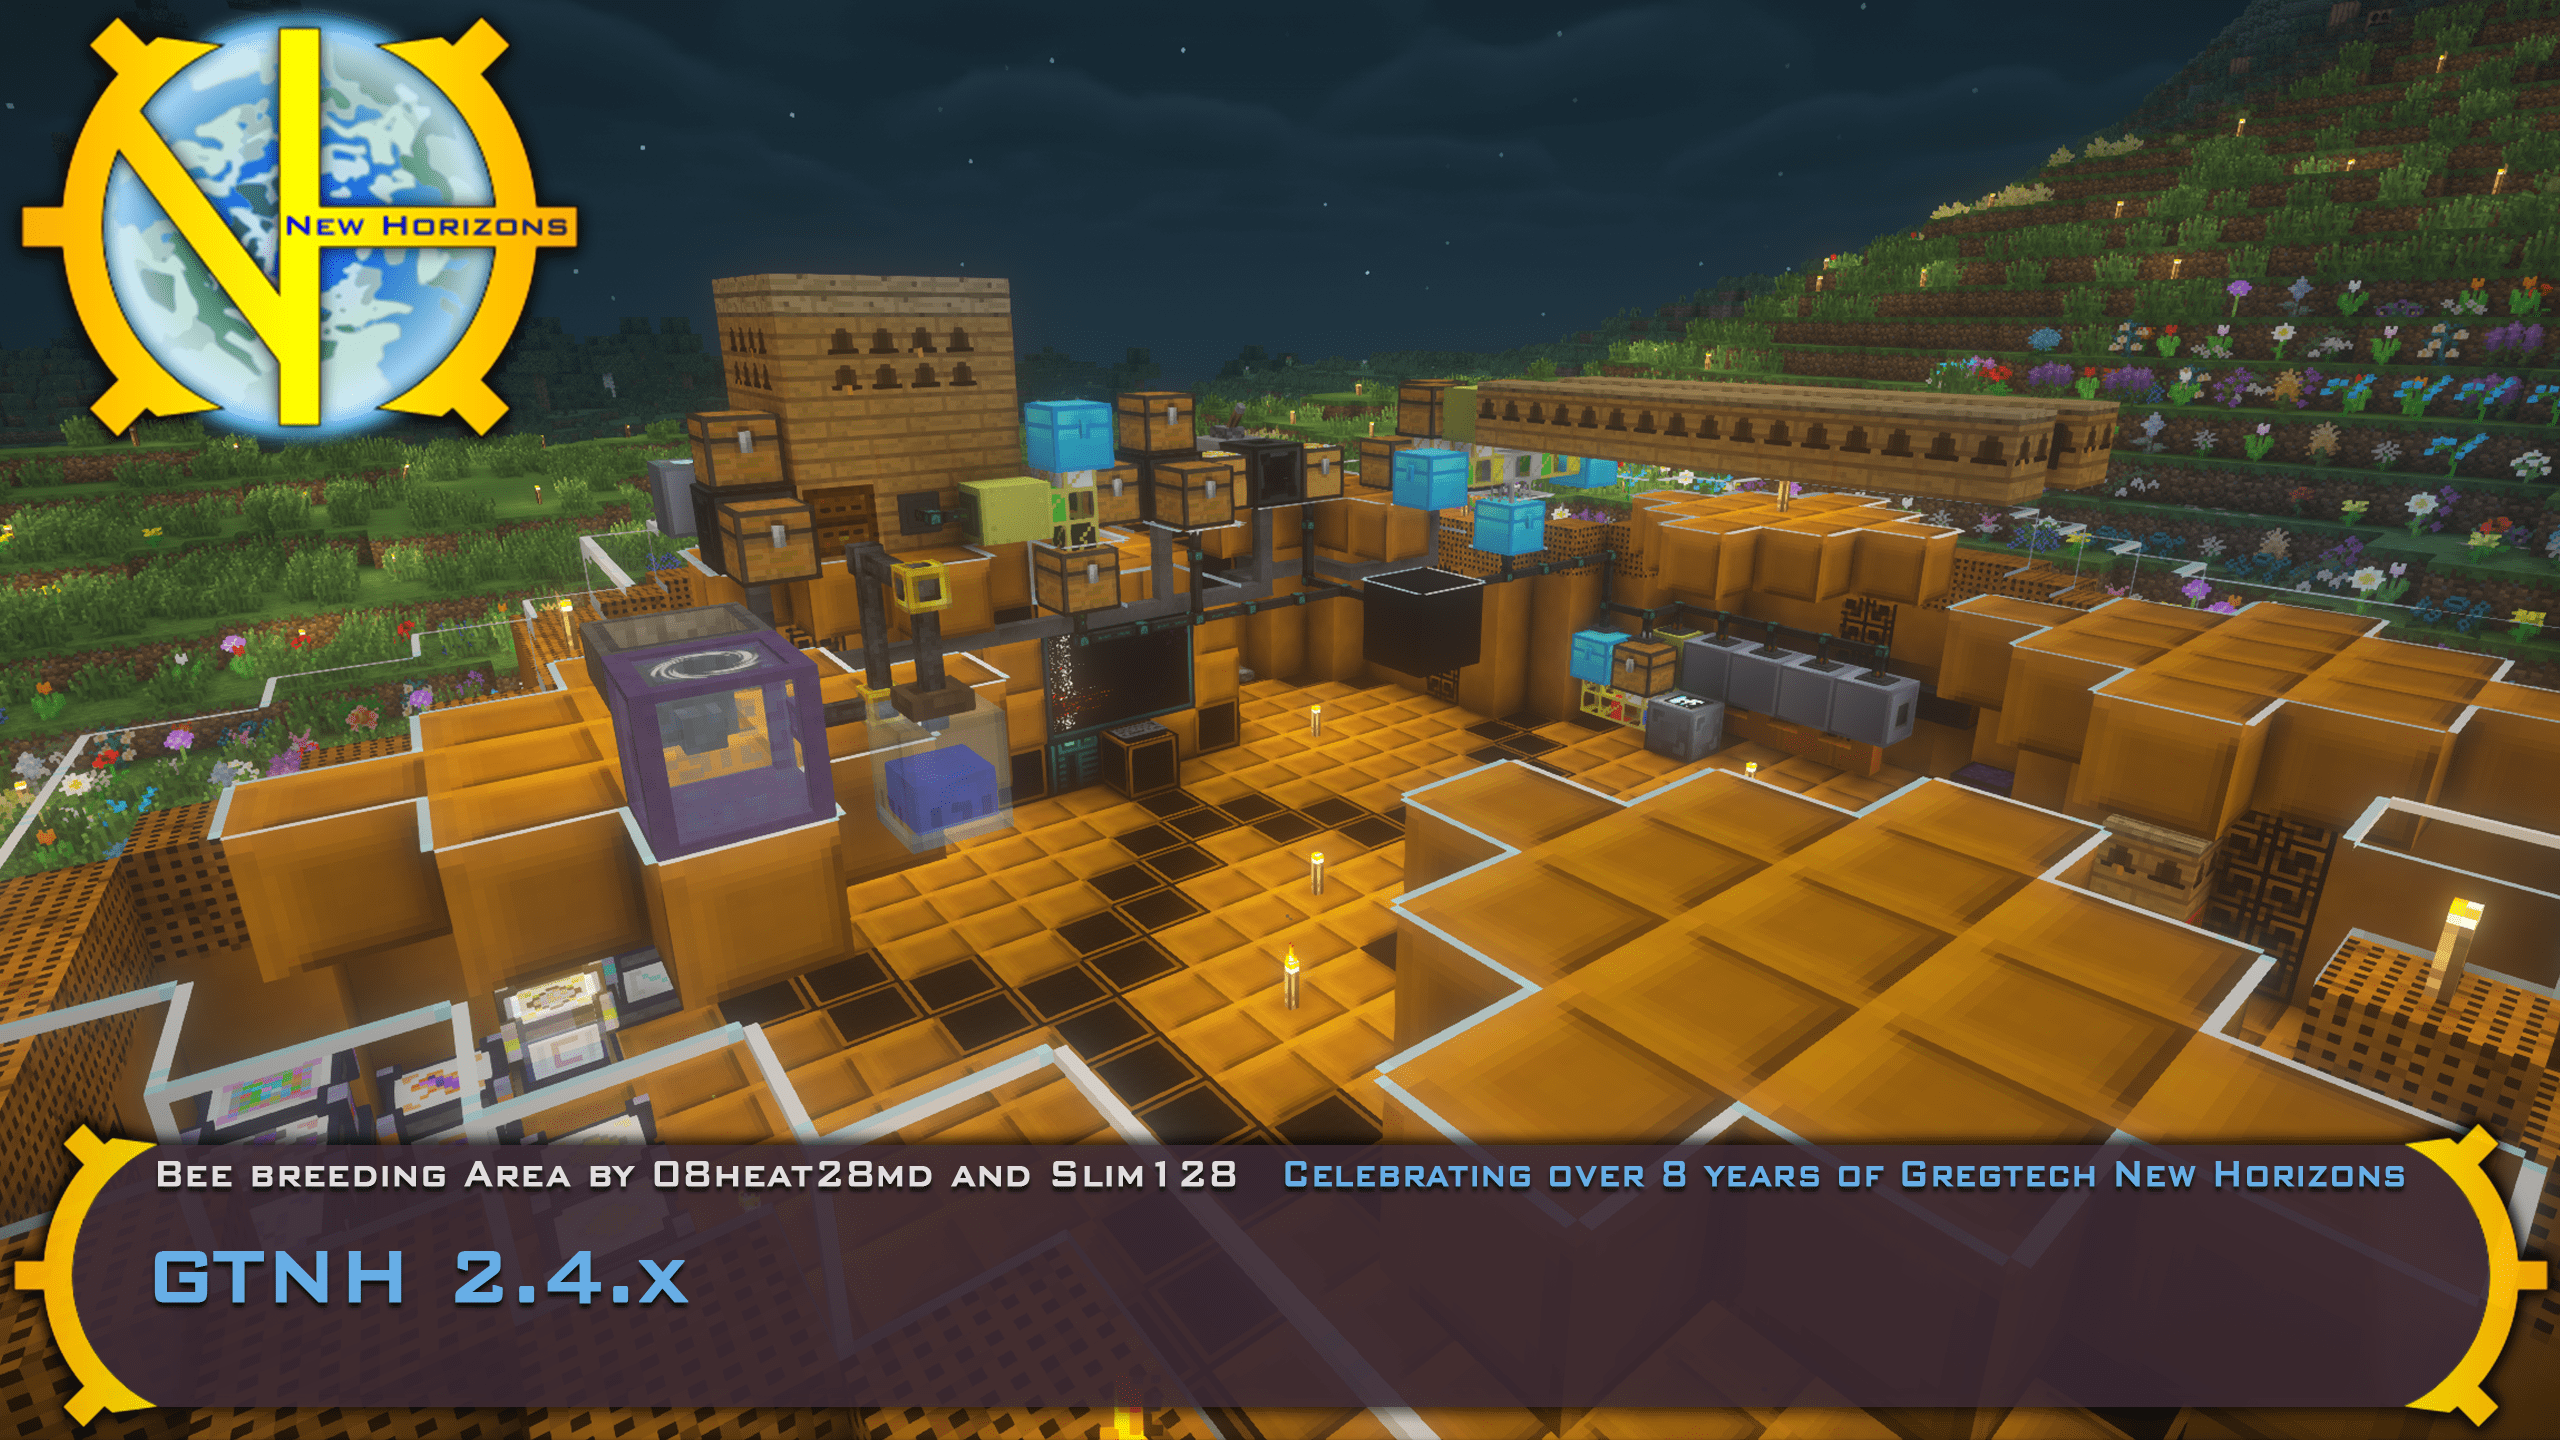 New Horizons
Bee breeding Area by 08heat28md and Slim128
Celebrating over 8 years of Gregtech New Horizons
GTNH 2.4.x